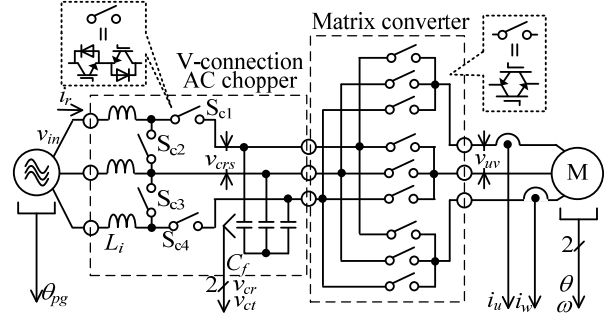 Matrix converter
V-connection
AC chopper
i_r
S_c1
v_in
S_c2
v_crs
v_uv
M
S_c3
L_i
S_c4
C_f
2
v_cr
v_ct
θ_pg
i_u
i_w
2
θ
ω